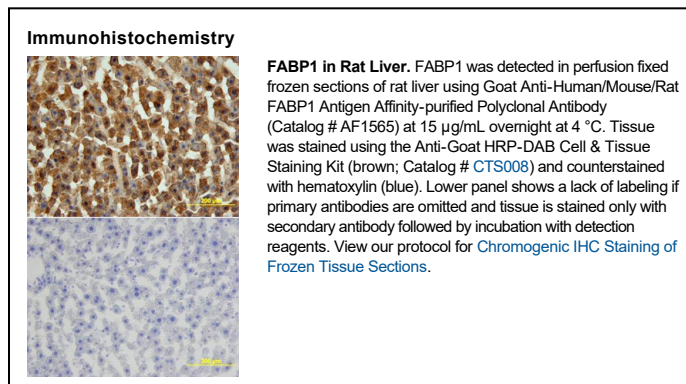 Immunohistochemistry
FABP1 in Rat Liver. FABP1 was detected in perfusion fixed
frozen sections of rat liver using Goat Anti-Human/Mouse/Rat
FABP1 Antigen Affinity-purified Polyclonal Antibody
(Catalog # AF1565) at 15 µg/mL overnight at 4 °C. Tissue
was stained using the Anti-Goat HRP-DAB Cell & Tissue
Staining Kit (brown; Catalog # CTS008) and counterstained
with hematoxylin (blue). Lower panel shows a lack of labeling if
primary antibodies are omitted and tissue is stained only with
secondary antibody followed by incubation with detection
reagents. View our protocol for Chromogenic IHC Staining of
Frozen Tissue Sections.
200 µm
200 µm